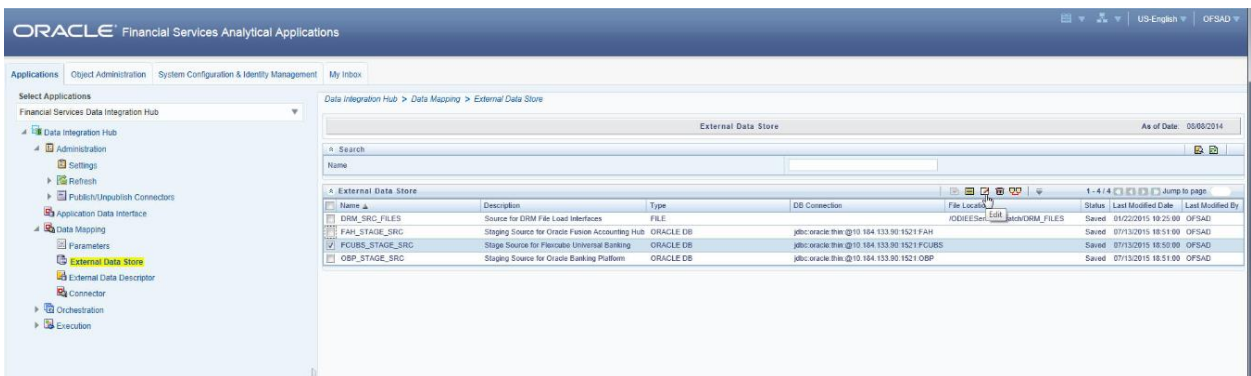 ORACLE Financial Services Analytical Applications
US-English OFSAD
Applications Object Administration System Configuration & Identity Management My Inbox
Select Applications
Financial Services Data Integration Hub
Data Integration Hub
Administration
Settings
Refresh
Publish/Unpublish Connectors
Application Data Interface
Data Mapping
Parameters
External Data Store
External Data Descriptor
Connector
Orchestration
Execution
Data Integration Hub > Data Mapping > External Data Store
External Data Store As of Date:
Search
Name
External Data Store 1 - 4 / 4 Jump to page
Name Description Type DB Connection File Location Status Last Modified Date Last Modified By
Edit
DRM_SRC_FILES Source for DRM File Load Interfaces FILE /ODIEESer atch/DRM_FILES Saved 01/22/2015 10:25:00 OFSAD
FAH_STAGE_SRC Staging Source for Oracle Fusion Accounting Hub ORACLE DB jdbc:oracle:thin:@10.184.133.90:1521:FAH Saved 07/13/2015 18:51:00 OFSAD
FCUBS_STAGE_SRC Stage Source for Flexcube Universal Banking ORACLE DB jdbc:oracle:thin:@10.184.133.90:1521:FCUBS Saved 07/13/2015 18:50:00 OFSAD
OBP_STAGE_SRC Staging Source for Oracle Banking Platform ORACLE DB jdbc:oracle:thin:@10.184.133.90:1521:OBP Saved 07/13/2015 18:51:00 OFSAD